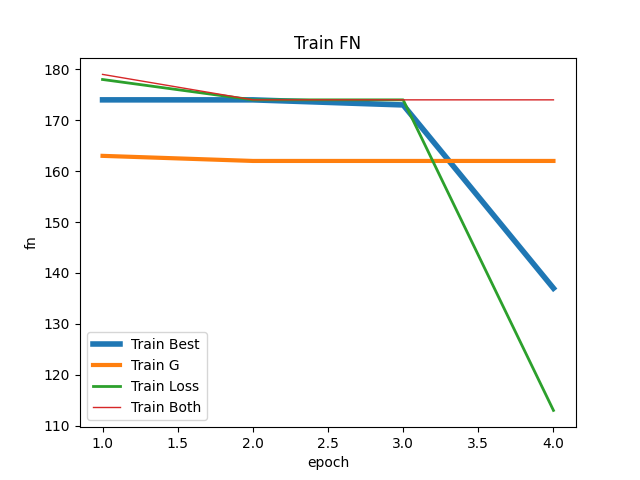 Train FN
fn
180
170
160
150
140
130
120
110
Train Best
Train G
Train Loss
Train Both
1.0 1.5 2.0 2.5 3.0 3.5 4.0
epoch